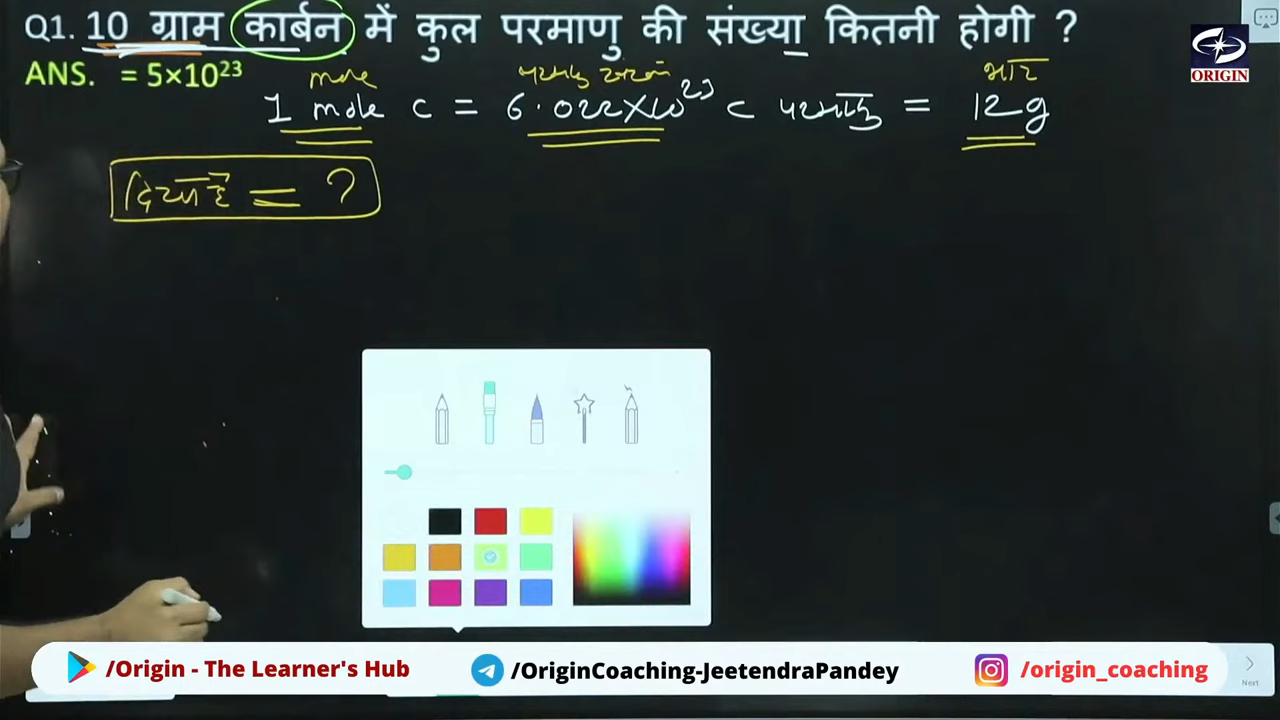 Q1. 10 ग्राम कार्बन में कुल परमाणु की संख्या कितनी होगी ?
ANS. = 5×10²³
mole परमाणु संख्या भार
1 mole C = 6.022×10²³ C परमाणु = 12g
दिया है = ?
ORIGIN
/Origin - The Learner's Hub
/OriginCoaching-JeetendraPandey
/origin_coaching
Next